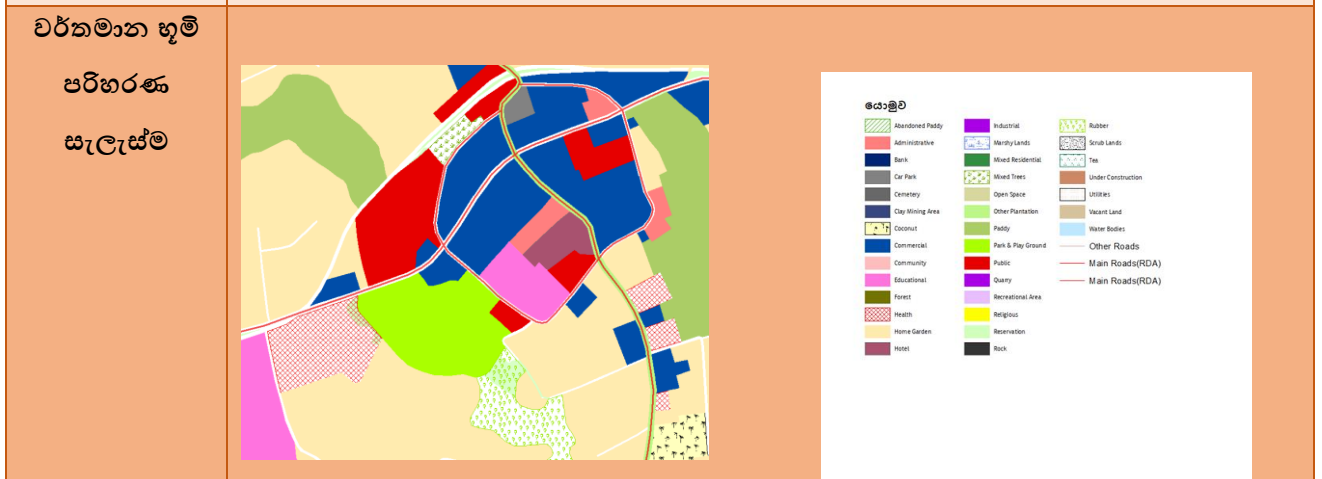 වර්තමාන භූමි
පරිහරණ
සැලැස්ම
යොමුව
Abandoned Paddy
Administrative
Bank
Car Park
Cemetery
Clay Mining Area
Coconut
Commercial
Community
Educational
Forest
Health
Home Garden
Hotel
Industrial
Marshy Lands
Mixed Residential
Mixed Trees
Open Space
Other Plantation
Paddy
Park & Play Ground
Public
Quarry
Recreational Area
Religious
Reservation
Rock
Rubber
Scrub Lands
Tea
Under Construction
Utilities
Vacant Land
Water Bodies
Other Roads
Main Roads(RDA)
Main Roads(RDA)